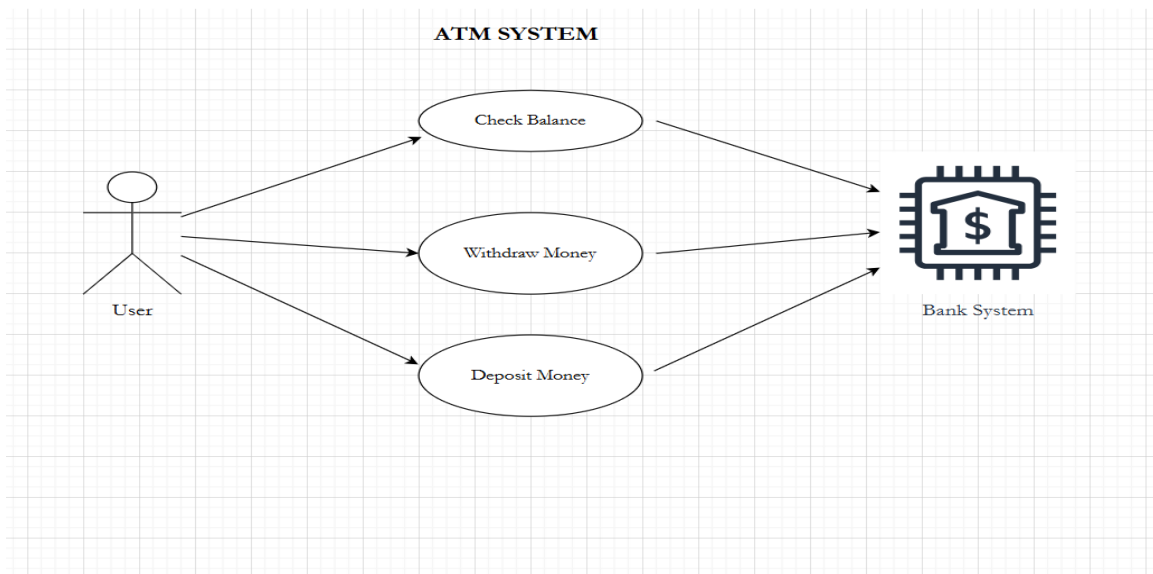 ATM SYSTEM
Check Balance
Withdraw Money
Deposit Money
User
$
Bank System